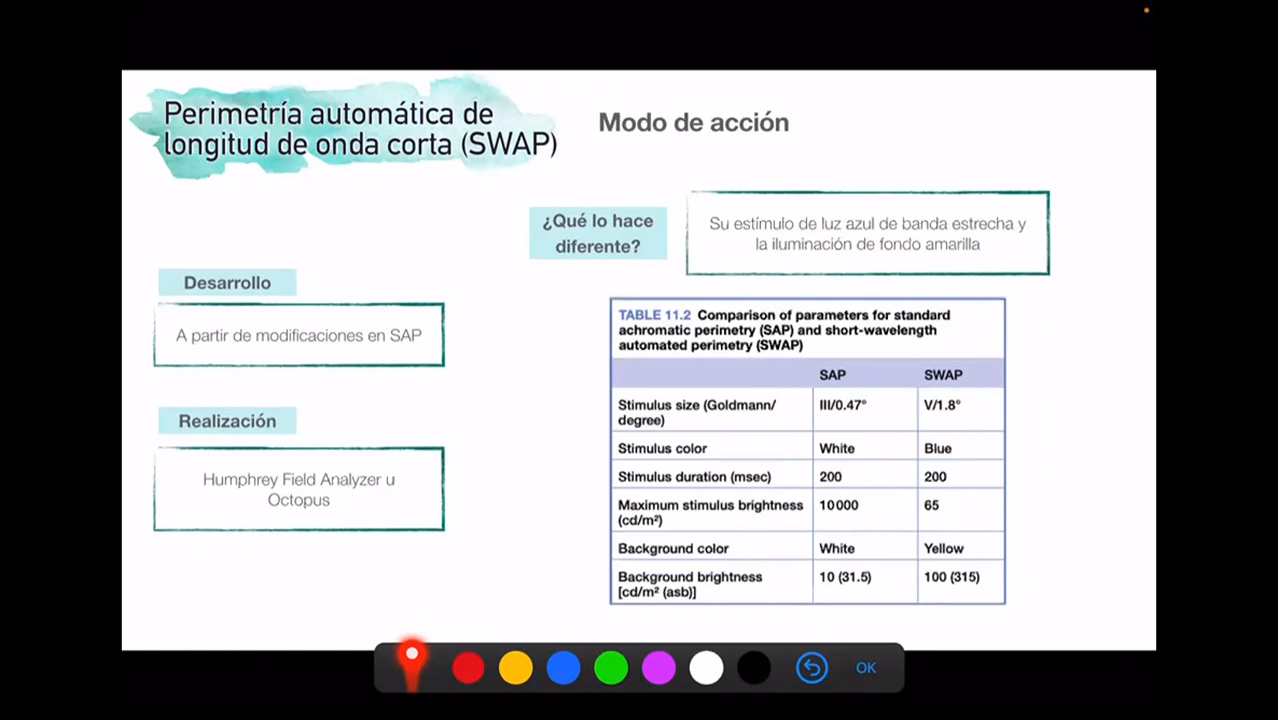 Perimetría automática de
longitud de onda corta (SWAP)
Modo de acción
¿Qué lo hace
diferente?
Su estímulo de luz azul de banda estrecha y
la iluminación de fondo amarilla
Desarrollo
A partir de modificaciones en SAP
Realización
Humphrey Field Analyzer u
Octopus
TABLE 11.2 Comparison of parameters for standard
achromatic perimetry (SAP) and short-wavelength
automated perimetry (SWAP)
SAP SWAP
Stimulus size (Goldmann/
degree) III/0.47° V/1.8°
Stimulus color White Blue
Stimulus duration (msec) 200 200
Maximum stimulus brightness
(cd/m²) 10000 65
Background color White Yellow
Background brightness
[cd/m² (asb)] 10 (31.5) 100 (315)
OK